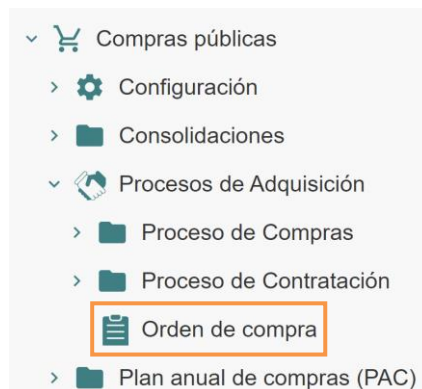 Compras públicas
Configuración
Consolidaciones
Procesos de Adquisición
Proceso de Compras
Proceso de Contratación
Orden de compra
Plan anual de compras (PAC)